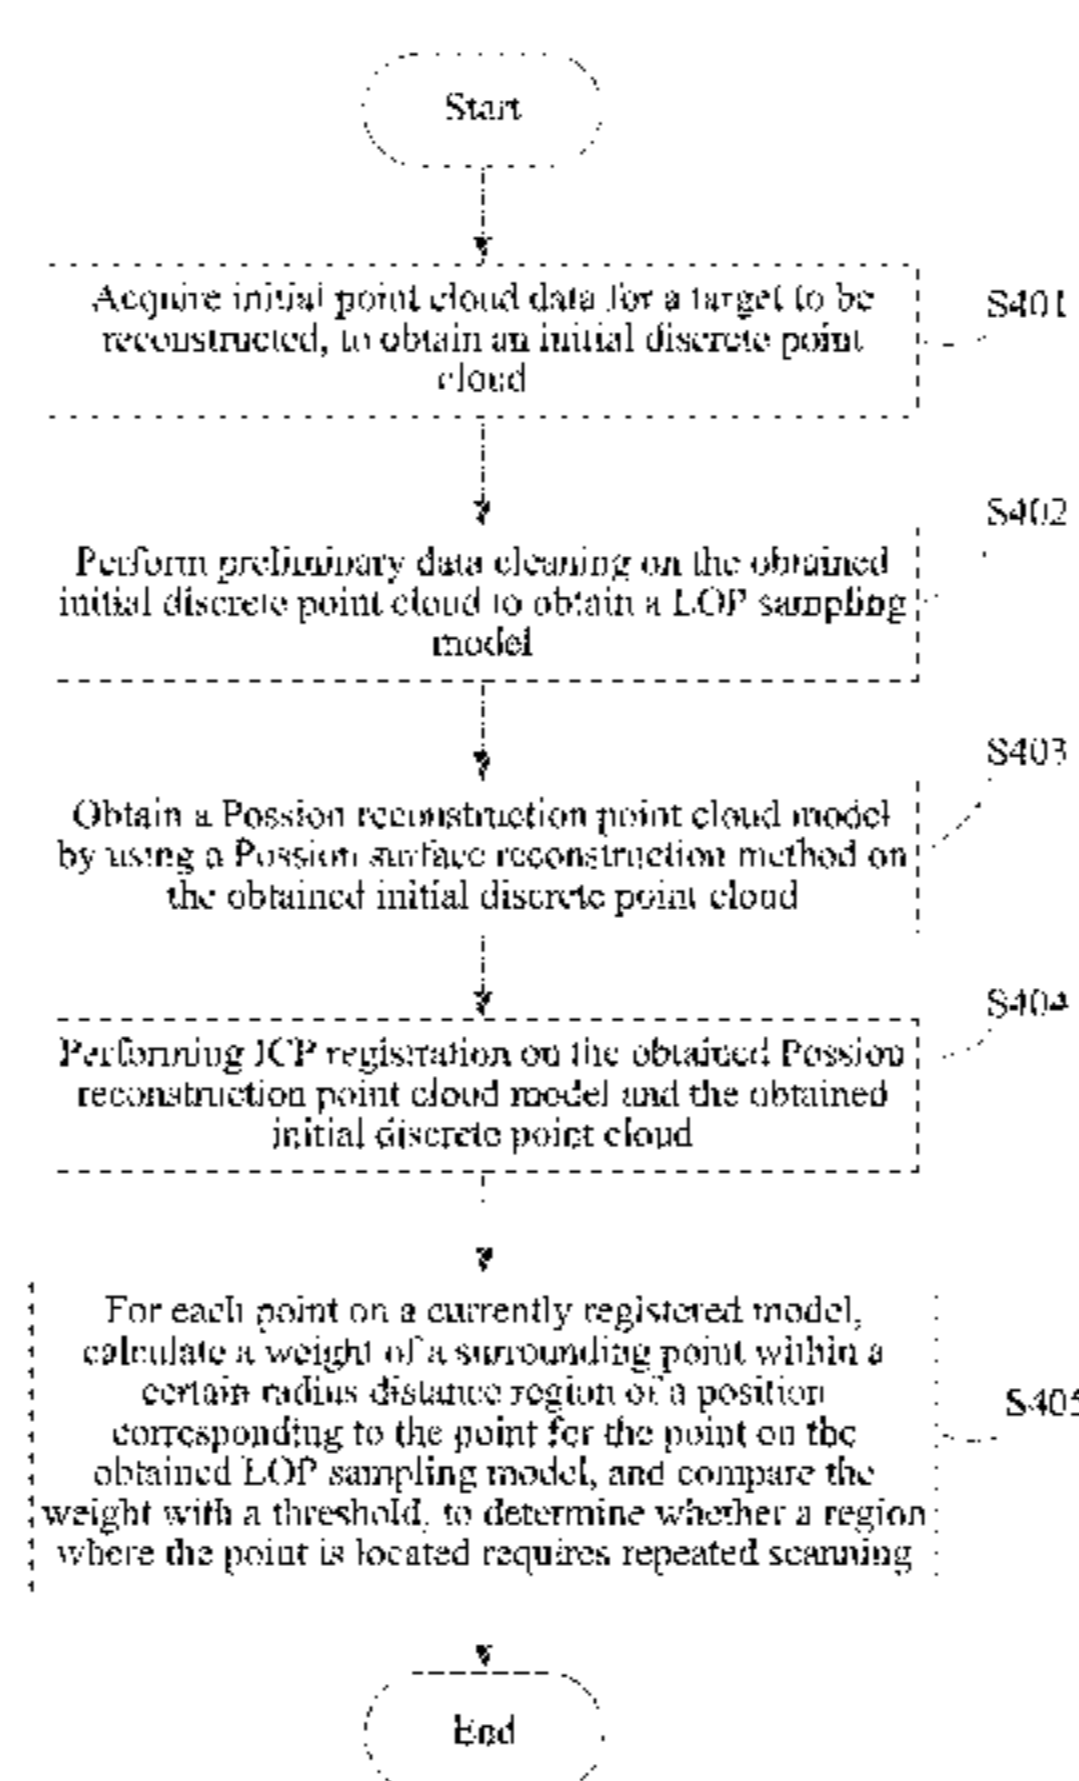 Start
Acquire initial point cloud data for a target to be
reconstructed, to obtain an initial discrete point
cloud
S401
Perform preliminary data cleaning on the obtained
initial discrete point cloud to obtain a LOP sampling
model
S402
Obtain a Possion reconstruction point cloud model
by using a Possion surface reconstruction method on
the obtained initial discrete point cloud
S403
Performing ICP registration on the obtained Possion
reconstruction point cloud model and the obtained
initial discrete point cloud
S404
For each point on a currently registered model,
calculate a weight of a surrounding point within a
certain radius distance region of a position
corresponding to the point for the point on the
obtained LOP sampling model, and compare the
weight with a threshold, to determine whether a region
where the point is located requires repeated scanning
S405
End